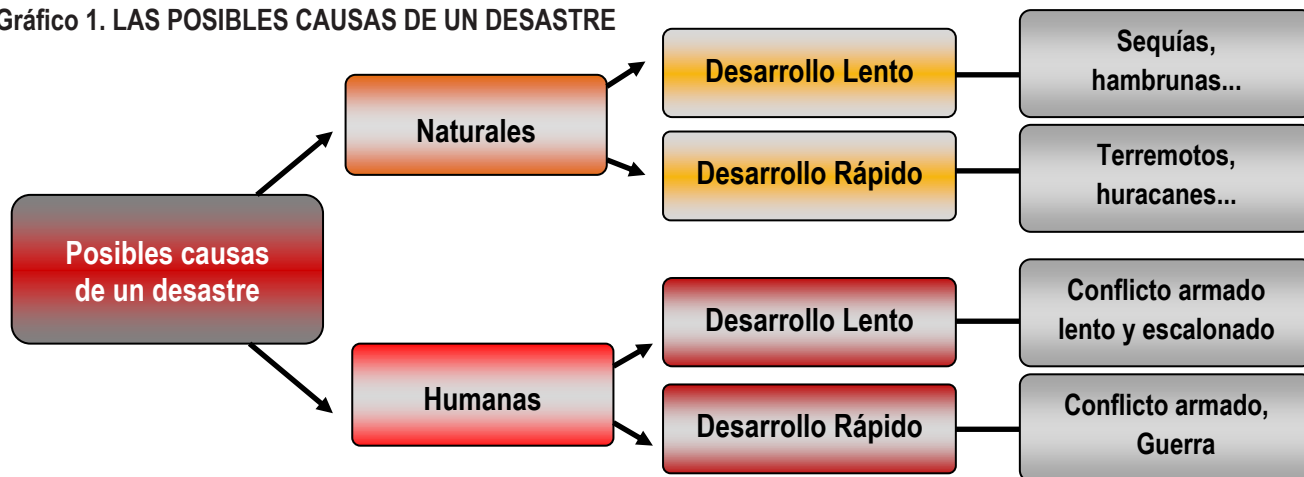 Gráfico 1. LAS POSIBLES CAUSAS DE UN DESASTRE
Posibles causas
de un desastre
Naturales
Desarrollo Lento
Sequías,
hambrunas...
Desarrollo Rápido
Terremotos,
huracanes...
Humanas
Desarrollo Lento
Conflicto armado
lento y escalonado
Desarrollo Rápido
Conflicto armado,
Guerra